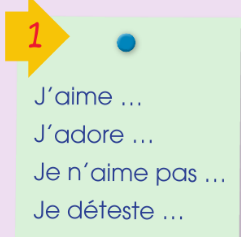 1
J'aime ...
J'adore ...
Je n'aime pas ...
Je déteste ...